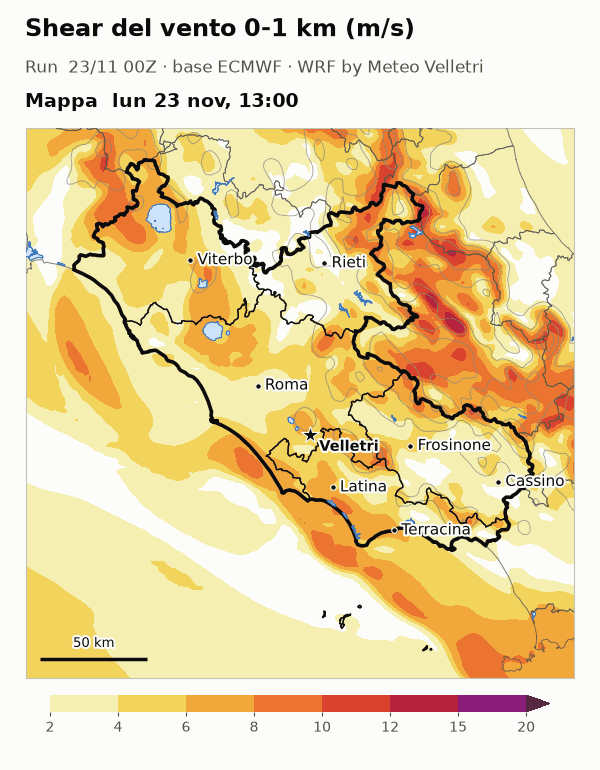 Shear del vento 0-1 km (m/s)
Run 23/11 00Z · base ECMWF · WRF by Meteo Velletri
Mappa lun 23 nov, 13:00
Viterbo
Rieti
Roma
Velletri
Frosinone
Latina
Cassino
Terracina
50 km
2 4 6 8 10 12 15 20